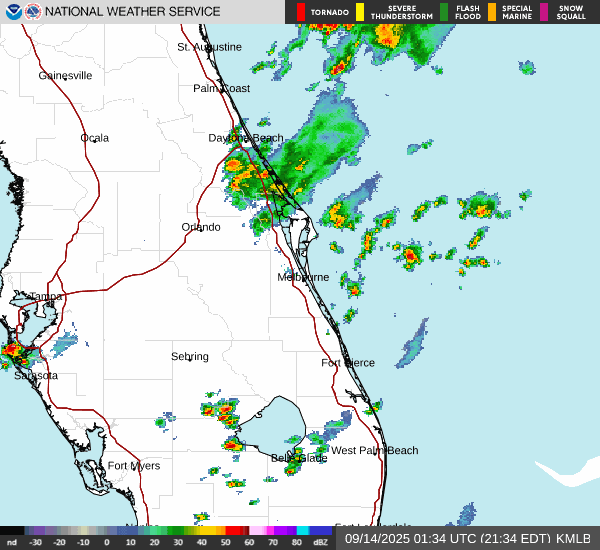 NATIONAL WEATHER SERVICE
TORNADO
SEVERE THUNDERSTORM
FLASH FLOOD
SPECIAL MARINE
SNOW SQUALL
St. Augustine
Gainesville
Palm Coast
Ocala
Daytona Beach
Orlando
Melbourne
Tampa
Sebring
Fort Pierce
Sarasota
West Palm Beach
Belle Glade
Fort Myers
nd -30 -20 -10 0 10 20 30 40 50 60 70 80 dBZ
09/14/2025 01:34 UTC (21:34 EDT) KMLB